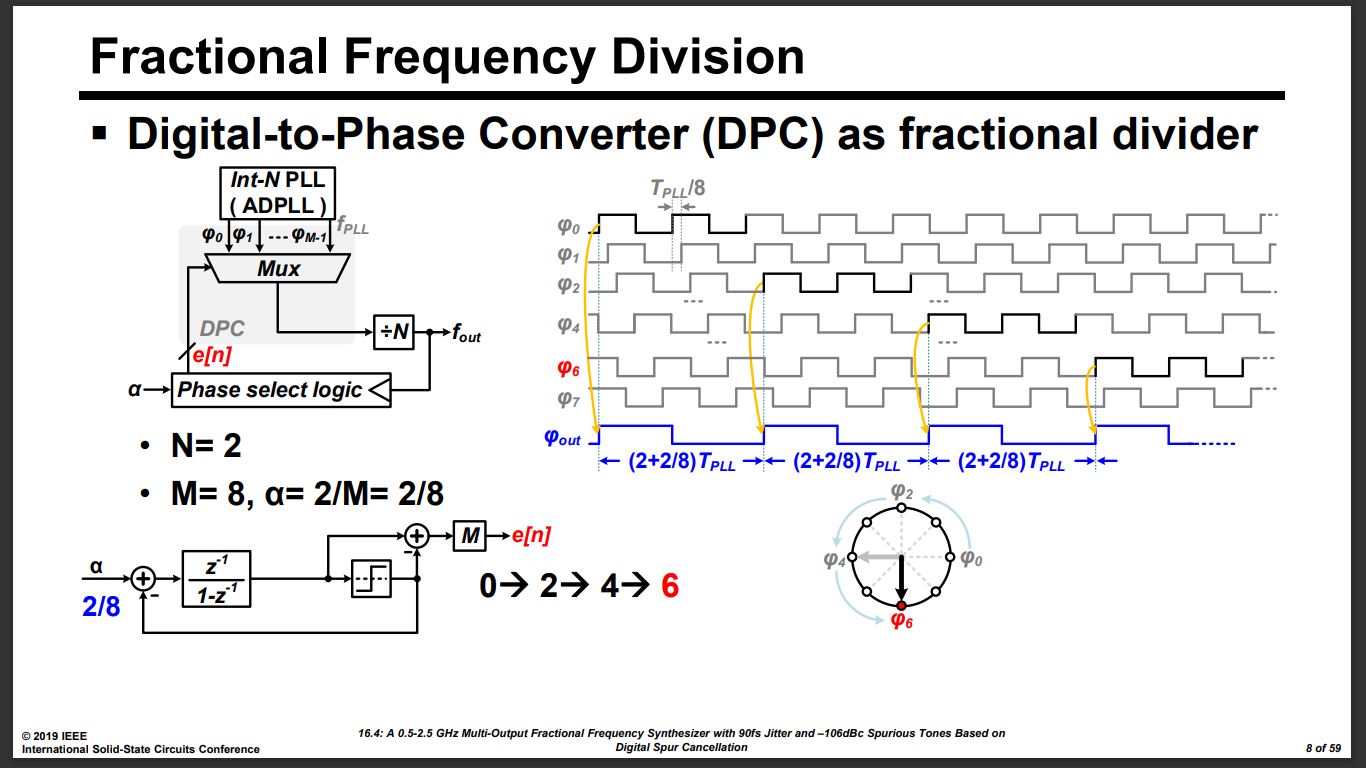 Fractional Frequency Division
▪ Digital-to-Phase Converter (DPC) as fractional divider
Int-N PLL
( ADPLL )
fPLL
φ0 φ1 ---- φM-1
Mux
DPC
÷N
fout
e[n]
α
Phase select logic
• N= 2
• M= 8, α= 2/M= 2/8
α
2/8
+
-
z-1
1-z-1
+
-
M
e[n]
0→ 2→ 4→ 6
TPLL/8
φ0
φ1
φ2
φ4
φ6
φ7
φout
(2+2/8)TPLL (2+2/8)TPLL (2+2/8)TPLL
φ2
φ4 φ0
φ6
© 2019 IEEE
International Solid-State Circuits Conference
16.4: A 0.5-2.5 GHz Multi-Output Fractional Frequency Synthesizer with 90fs Jitter and –106dBc Spurious Tones Based on
Digital Spur Cancellation
8 of 59